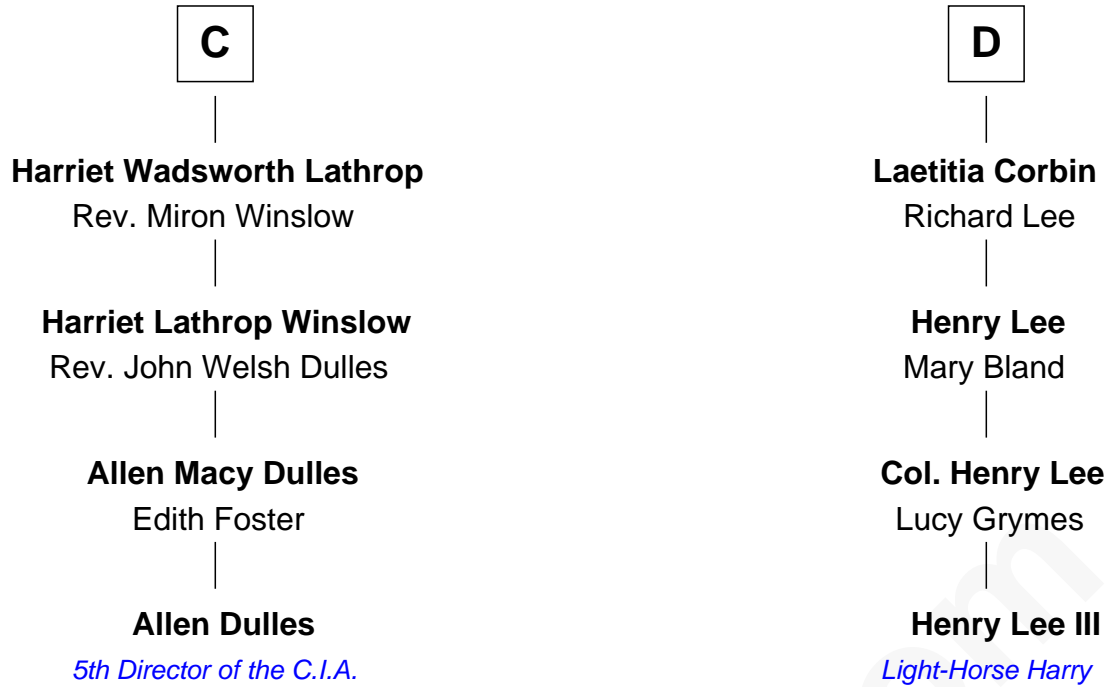 C
Harriet Wadsworth Lathrop
Rev. Miron Winslow
Harriet Lathrop Winslow
Rev. John Welsh Dulles
Allen Macy Dulles
Edith Foster
Allen Dulles
5th Director of the C.I.A.
D
Laetitia Corbin
Richard Lee
Henry Lee
Mary Bland
Col. Henry Lee
Lucy Grymes
Henry Lee III
Light-Horse Harry